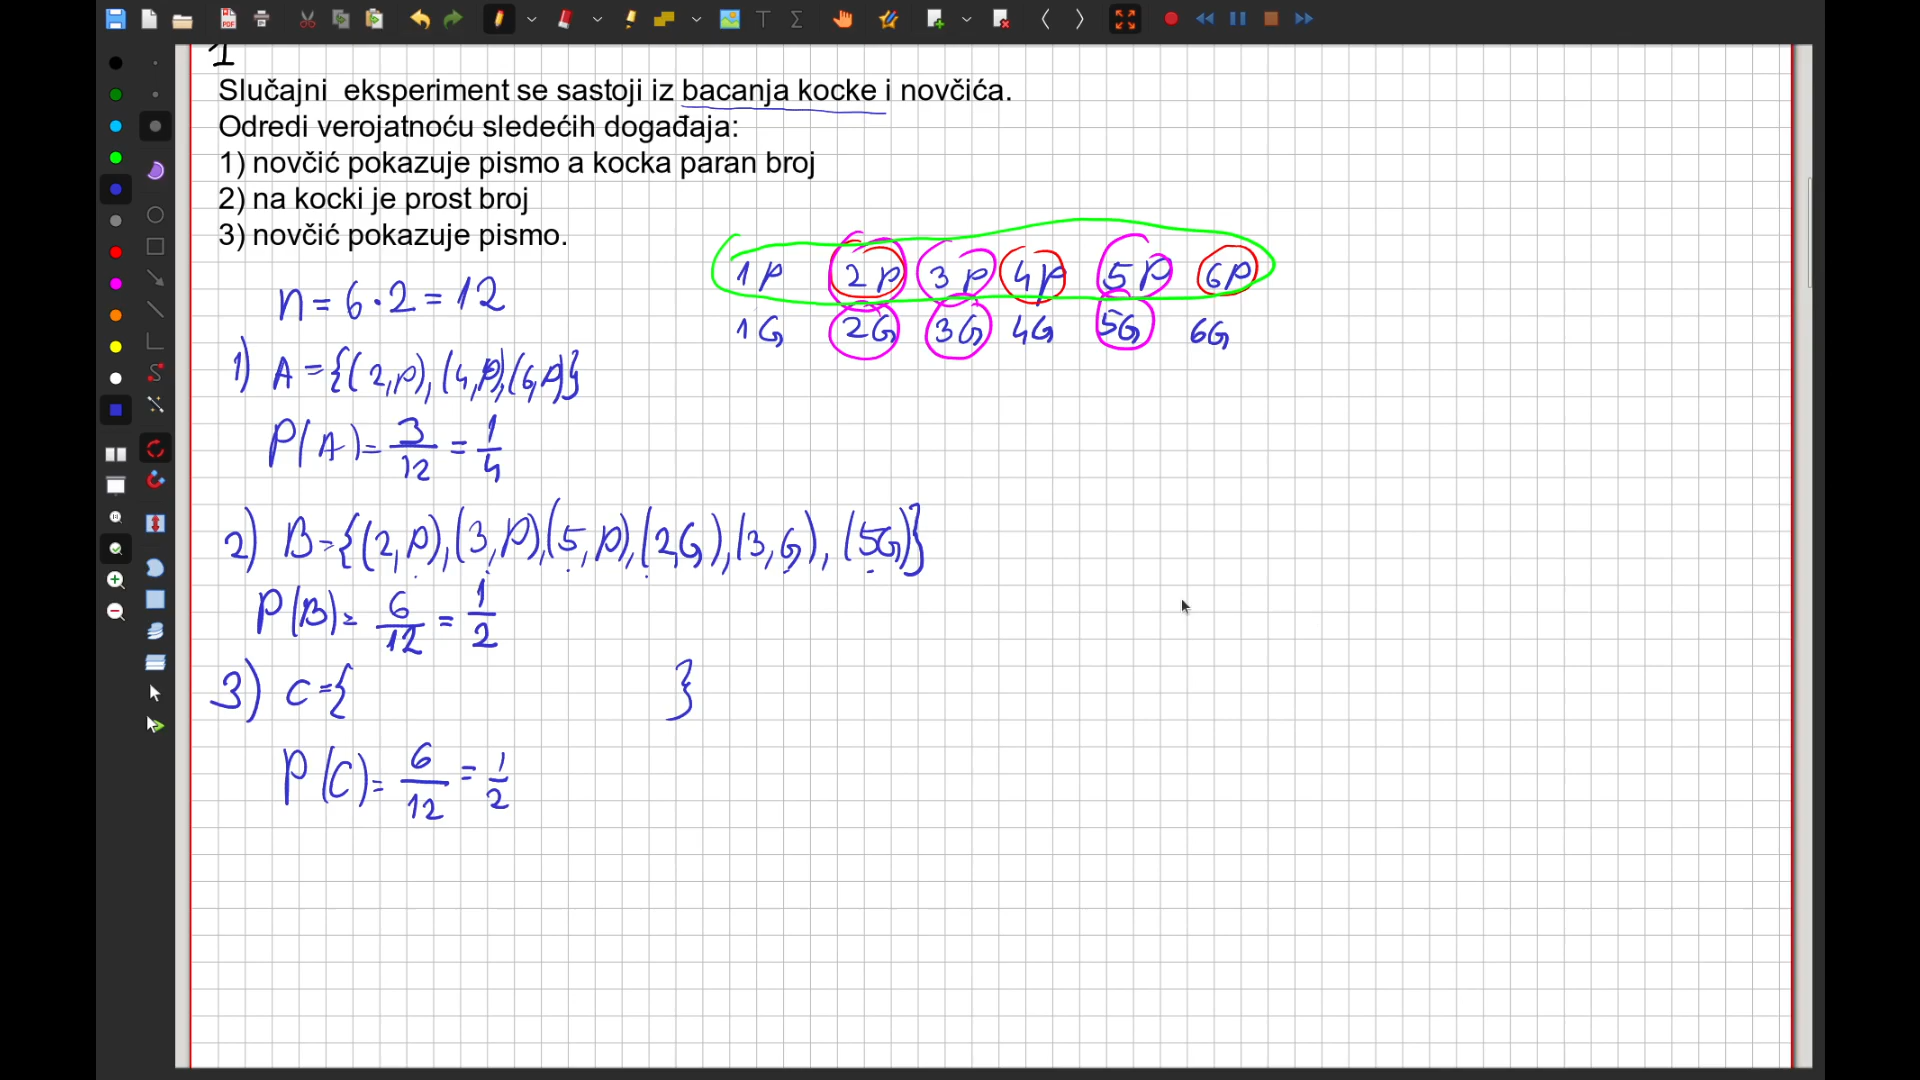 1
Slučajni eksperiment se sastoji iz bacanja kocke i novčića.
Odredi verojatnoću sledećih događaja:
1) novčić pokazuje pismo a kocka paran broj
2) na kocki je prost broj
3) novčić pokazuje pismo.
1P 2P 3P 4P 5P 6P
1G 2G 3G 4G 5G 6G
n = 6 · 2 = 12
1) A = {(2,P), (4,P), (6,P)}
P(A) = 3/12 = 1/4
2) B = {(2,P), (3,P), (5,P), (2G), (3,G), (5G)}
P(B) = 6/12 = 1/2
3) C = { }
P(C) = 6/12 = 1/2